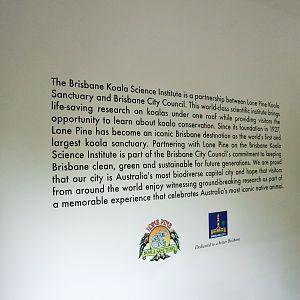 The Brisbane Koala Science Institute is a partnership between Lone Pine Koala
Sanctuary and Brisbane City Council. This world-class scientific institute brings
life-saving research on koalas under one roof while providing visitors the
opportunity to learn about koala conservation. Since its foundation in 1927,
Lone Pine has become an iconic Brisbane destination as the world's first and
largest koala sanctuary. Partnering with Lone Pine on the Brisbane Koala
Science Institute is part of the Brisbane City Council's commitment to keeping
Brisbane clean, green and sustainable for future generations. We are proud
that our city is Australia's most biodiverse capital city and hope that visitors
from around the world enjoy witnessing ground-breaking research as part of
a memorable experience that celebrates Australia's most iconic native animal.
LONE PINE
KOALA SANCTUARY
Dedicated to a better Brisbane